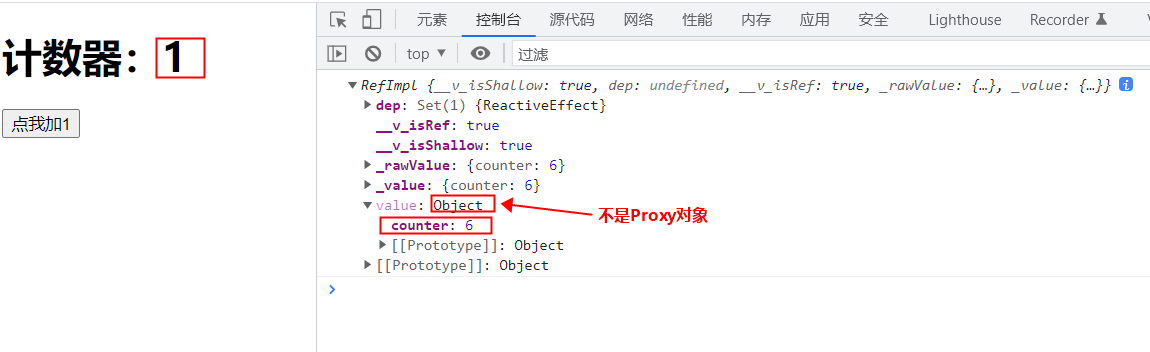 计数器：1
点我加1
元素 控制台 源代码 网络 性能 内存 应用 安全 Lighthouse Recorder
top ▼ 过滤
▼RefImpl {__v_isShallow: true, dep: undefined, __v_isRef: true, _rawValue: {…}, _value: {…}} i
▶dep: Set(1) {ReactiveEffect}
__v_isRef: true
__v_isShallow: true
▶_rawValue: {counter: 6}
▶_value: {counter: 6}
▼value: Object
不是Proxy对象
counter: 6
▶[[Prototype]]: Object
▶[[Prototype]]: Object
>